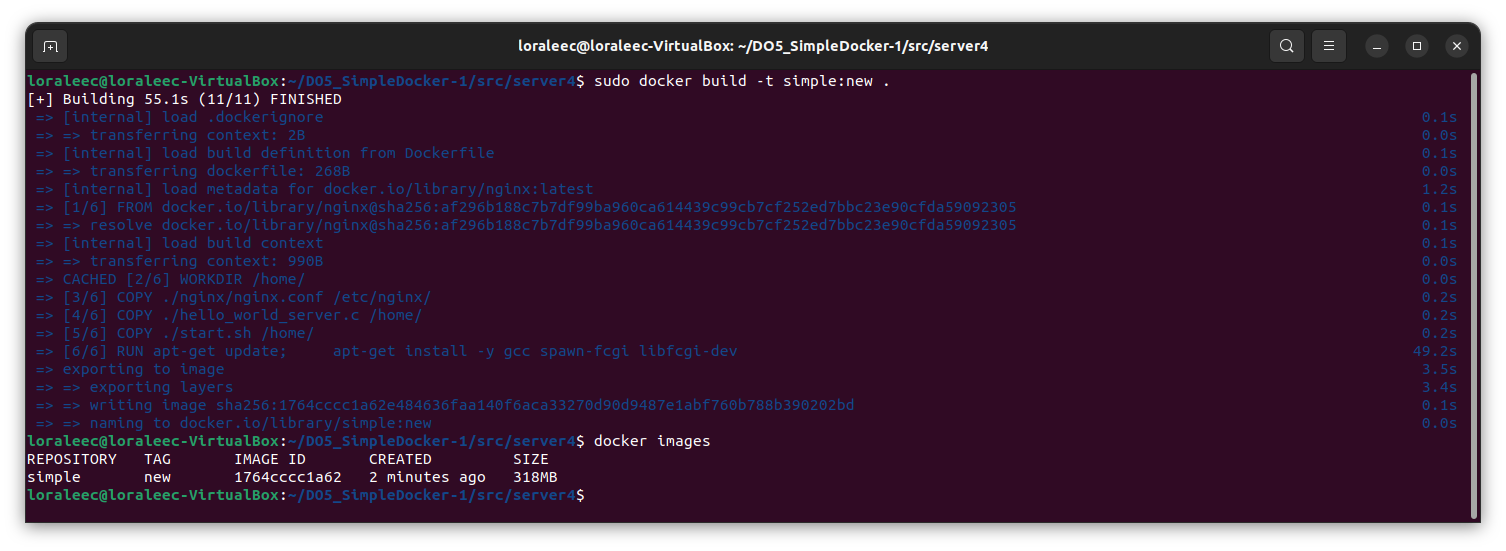 loraleec@loraleec-VirtualBox: ~/DO5_SimpleDocker-1/src/server4
loraleec@loraleec-VirtualBox:~/DO5_SimpleDocker-1/src/server4$ sudo docker build -t simple:new .
[+] Building 55.1s (11/11) FINISHED
=> [internal] load .dockerignore 0.1s
=> => transferring context: 2B 0.0s
=> [internal] load build definition from Dockerfile 0.1s
=> => transferring dockerfile: 268B 0.0s
=> [internal] load metadata for docker.io/library/nginx:latest 1.2s
=> [1/6] FROM docker.io/library/nginx@sha256:af296b188c7b7df99ba960ca614439c99cb7cf252ed7bbc23e90cfda59092305 0.1s
=> => resolve docker.io/library/nginx@sha256:af296b188c7b7df99ba960ca614439c99cb7cf252ed7bbc23e90cfda59092305 0.1s
=> [internal] load build context 0.1s
=> => transferring context: 990B 0.0s
=> CACHED [2/6] WORKDIR /home/ 0.0s
=> [3/6] COPY ./nginx/nginx.conf /etc/nginx/ 0.2s
=> [4/6] COPY ./hello_world_server.c /home/ 0.2s
=> [5/6] COPY ./start.sh /home/ 0.2s
=> [6/6] RUN apt-get update;     apt-get install -y gcc spawn-fcgi libfcgi-dev 49.2s
=> exporting to image 3.5s
=> => exporting layers 3.4s
=> => writing image sha256:1764cccc1a62e484636faa140f6aca33270d90d9487e1abf760b788b390202bd 0.1s
=> => naming to docker.io/library/simple:new 0.0s
loraleec@loraleec-VirtualBox:~/DO5_SimpleDocker-1/src/server4$ docker images
REPOSITORY   TAG       IMAGE ID       CREATED         SIZE
simple       new       1764cccc1a62   2 minutes ago   318MB
loraleec@loraleec-VirtualBox:~/DO5_SimpleDocker-1/src/server4$